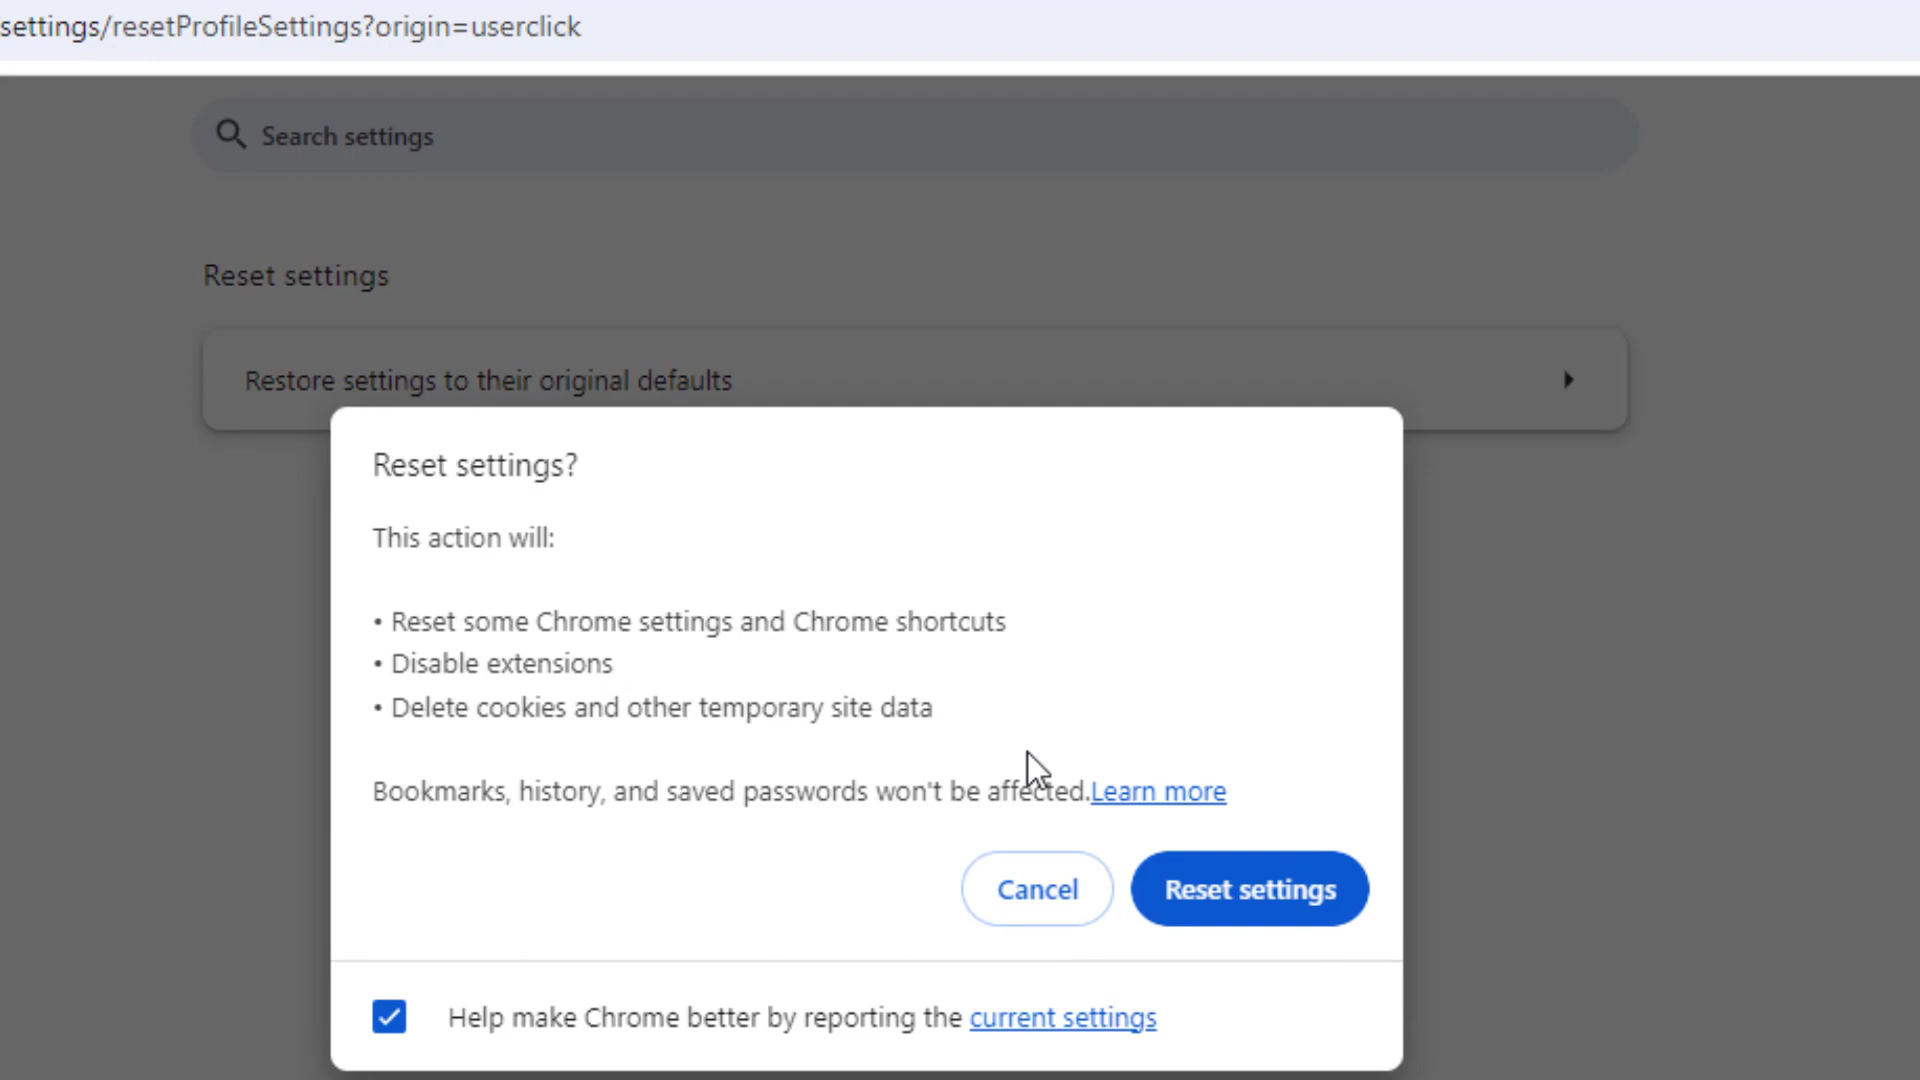 settings/resetProfileSettings?origin=userclick
Search settings
Reset settings
Restore settings to their original defaults
Reset settings?
This action will:
• Reset some Chrome settings and Chrome shortcuts
• Disable extensions
• Delete cookies and other temporary site data
Bookmarks, history, and saved passwords won't be affected.Learn more
Cancel
Reset settings
Help make Chrome better by reporting the current settings